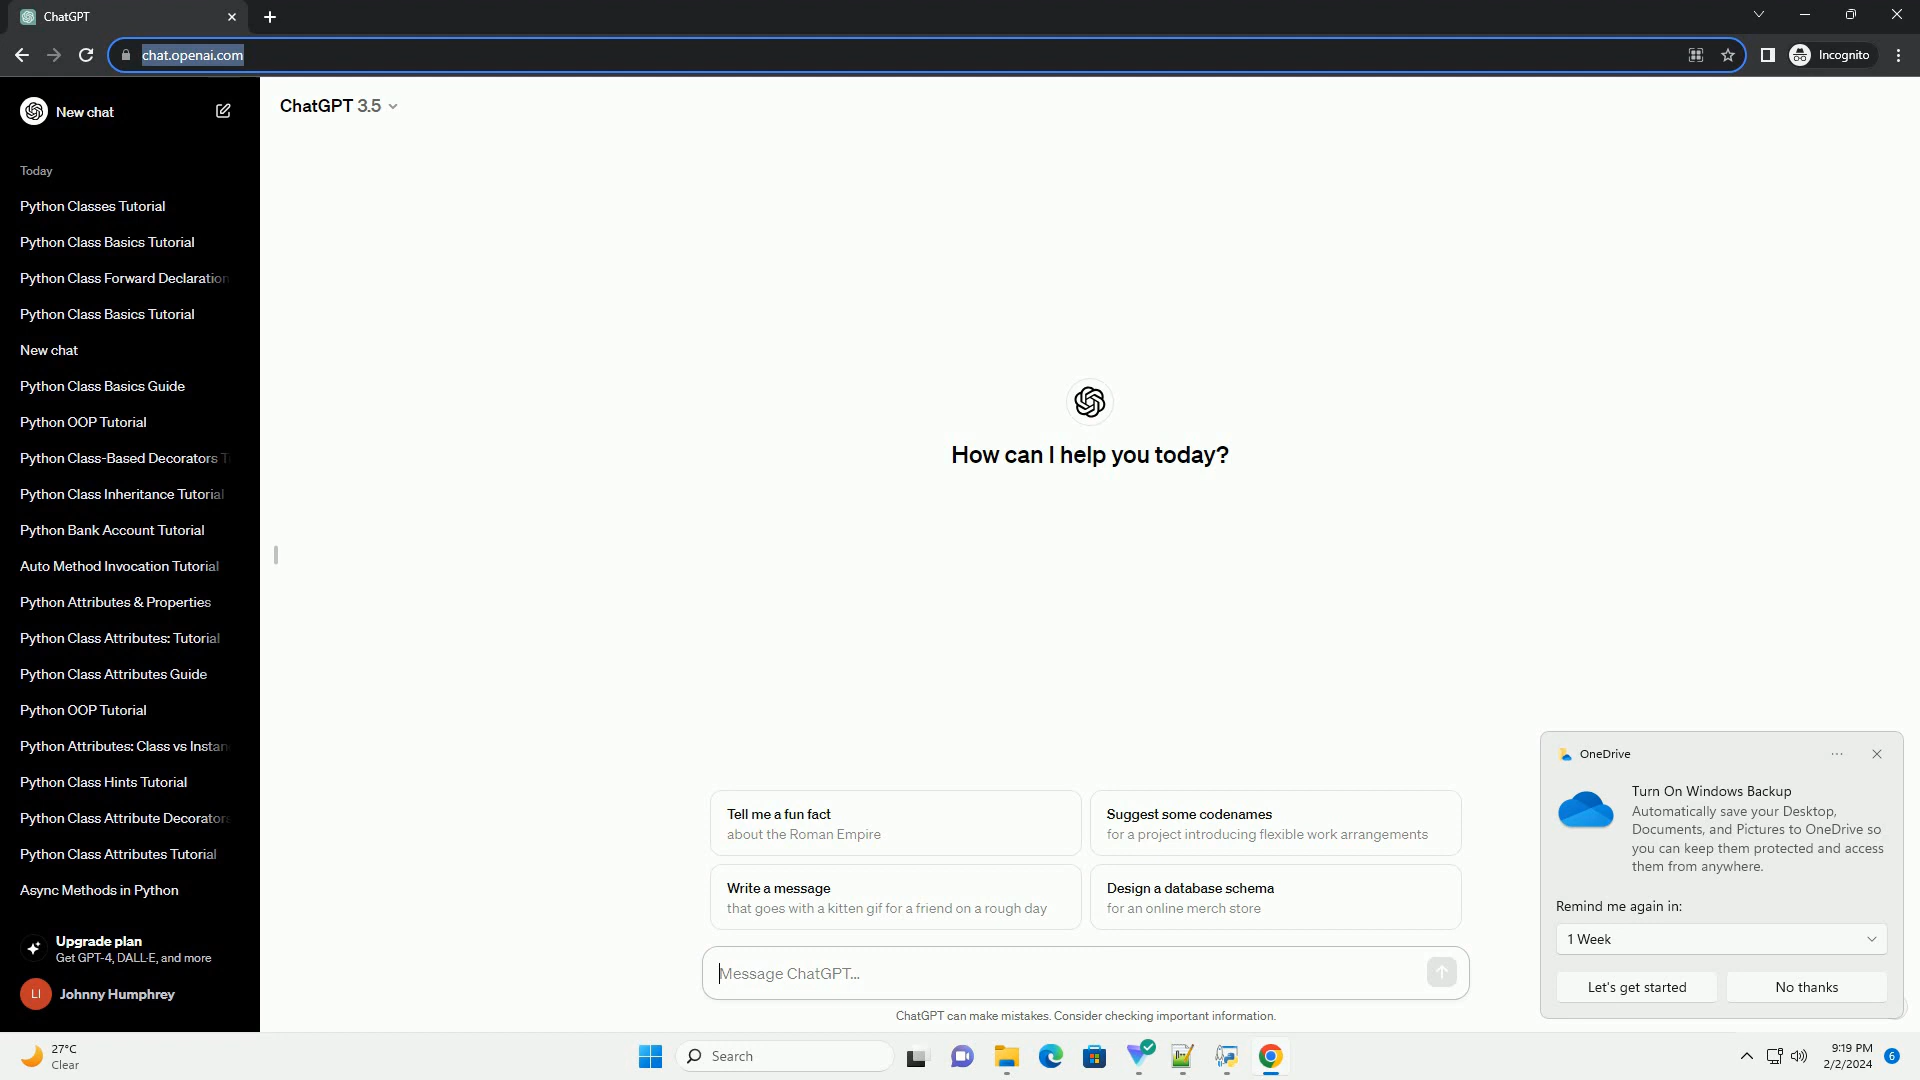 ChatGPT
chat.openai.com
Incognito
New chat
ChatGPT 3.5
Today
Python Classes Tutorial
Python Class Basics Tutorial
Python Class Forward Declaration
Python Class Basics Tutorial
New chat
Python Class Basics Guide
Python OOP Tutorial
Python Class-Based Decorators T
Python Class Inheritance Tutorial
Python Bank Account Tutorial
Auto Method Invocation Tutorial
Python Attributes & Properties
Python Class Attributes: Tutorial
Python Class Attributes Guide
Python OOP Tutorial
Python Attributes: Class vs Instan
Python Class Hints Tutorial
Python Class Attribute Decorators
Python Class Attributes Tutorial
Async Methods in Python
Upgrade plan
Get GPT-4, DALL·E, and more
LI
Johnny Humphrey
How can I help you today?
Tell me a fun fact
about the Roman Empire
Suggest some codenames
for a project introducing flexible work arrangements
Write a message
that goes with a kitten gif for a friend on a rough day
Design a database schema
for an online merch store
Message ChatGPT...
ChatGPT can make mistakes. Consider checking important information.
OneDrive
Turn On Windows Backup
Automatically save your Desktop,
Documents, and Pictures to OneDrive so
you can keep them protected and access
them from anywhere.
Remind me again in:
1 Week
Let's get started
No thanks
27°C
Clear
Search
9:19 PM
2/2/2024
6